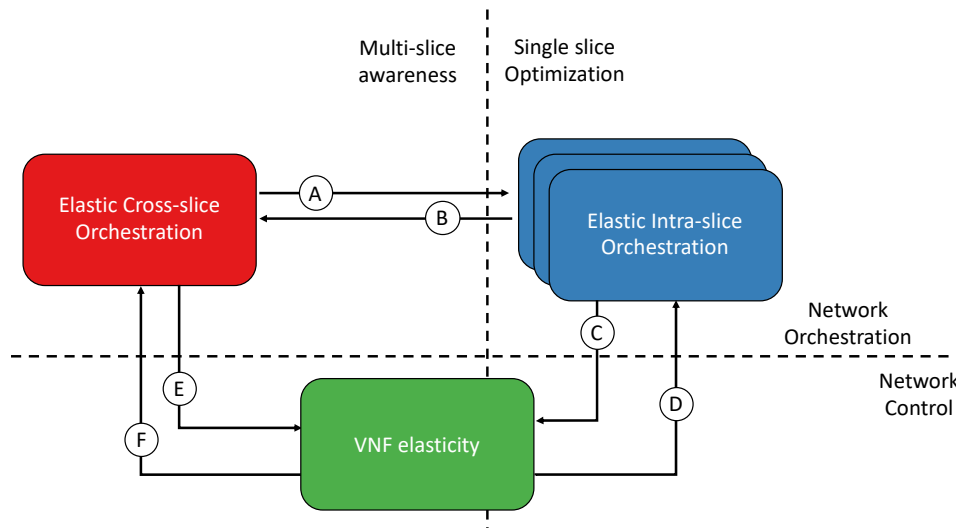 Multi-slice
awareness
Single slice
Optimization
Elastic Cross-slice
Orchestration
A
B
Elastic Intra-slice
Orchestration
Network
Orchestration
C
E
D
Network
Control
F
VNF elasticity